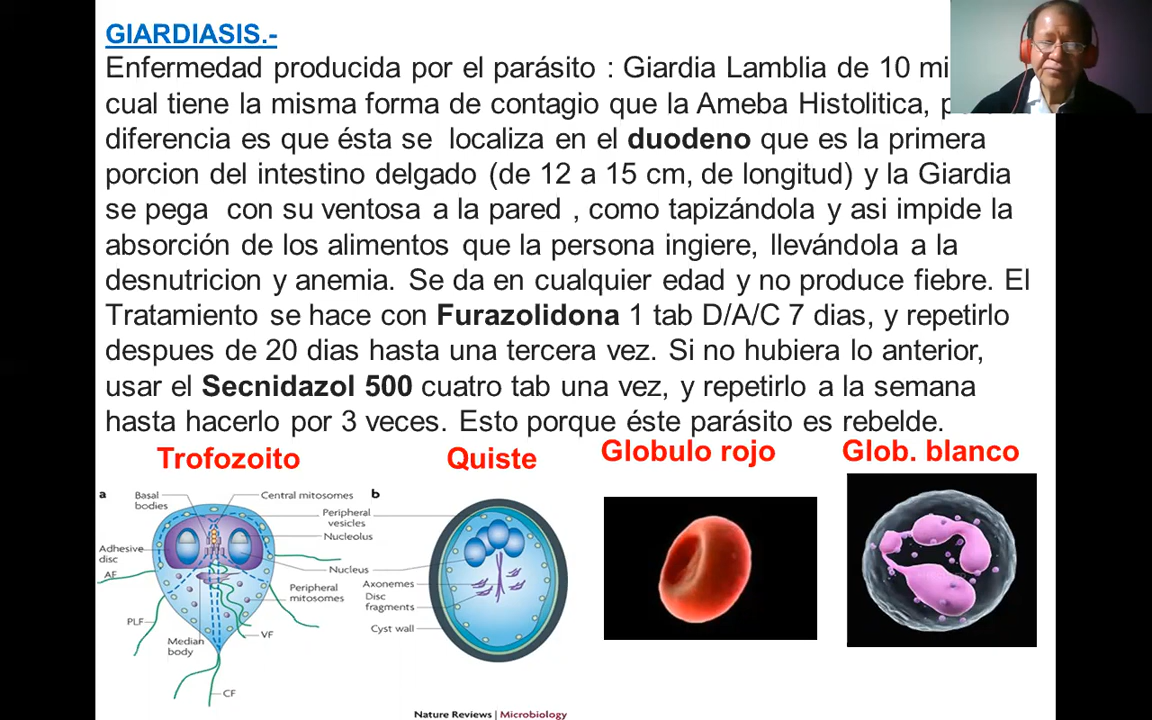 GIARDIASIS.-
Enfermedad producida por el parásito : Giardia Lamblia de 10 mi
cual tiene la misma forma de contagio que la Ameba Histolitica,
diferencia es que ésta se localiza en el duodeno que es la primera
porcion del intestino delgado (de 12 a 15 cm, de longitud) y la Giardia
se pega con su ventosa a la pared , como tapizándola y asi impide la
absorción de los alimentos que la persona ingiere, llevándola a la
desnutricion y anemia. Se da en cualquier edad y no produce fiebre. El
Tratamiento se hace con Furazolidona 1 tab D/A/C 7 dias, y repetirlo
despues de 20 dias hasta una tercera vez. Si no hubiera lo anterior,
usar el Secnidazol 500 cuatro tab una vez, y repetirlo a la semana
hasta hacerlo por 3 veces. Esto porque éste parásito es rebelde.
Trofozoito
Quiste
Globulo rojo
Glob. blanco
a
Basal
bodies
Central mitosomes
Peripheral
vesicles
Nucleolus
Adhesive
disc
AF
Nucleus
Peripheral
mitosomes
PLF
Median
body
VF
CF
b
Axonemes
Disc
fragments
Cyst wall
Nature Reviews | Microbiology